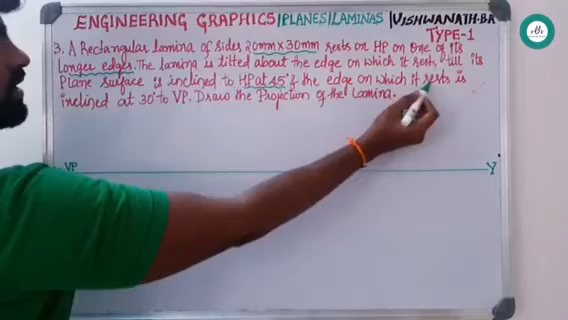 ENGINEERING GRAPHICS|PLANES|LAMINAS|VISHWANATH.B.R
TYPE-1
3. A Rectangular lamina of sides 20mm x 30mm rests on HP on One of its
longer edges. The lamina is tilted about the edge on which it rests, till its
Plane Surface is inclined to HP at 45° & the edge on which it rests is
inclined at 30° to VP. Draw the Projection of the Lamina.
VP
Y